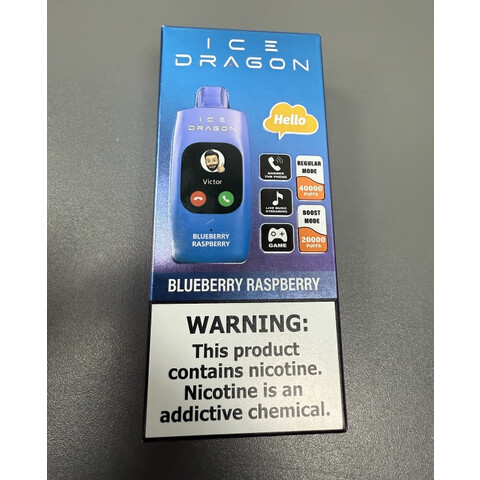 ICE
DRAGON
Hello
ICE
DRAGON
Victor
BLUEBERRY
RASPBERRY
ANSWER
THE PHONE
LIVE MUSIC
STREAMING
GAME
REGULAR
MODE
40000
PUFFS
BOOST
MODE
20000
PUFFS
BLUEBERRY RASPBERRY
WARNING:
This product
contains nicotine.
Nicotine is an
addictive chemical.